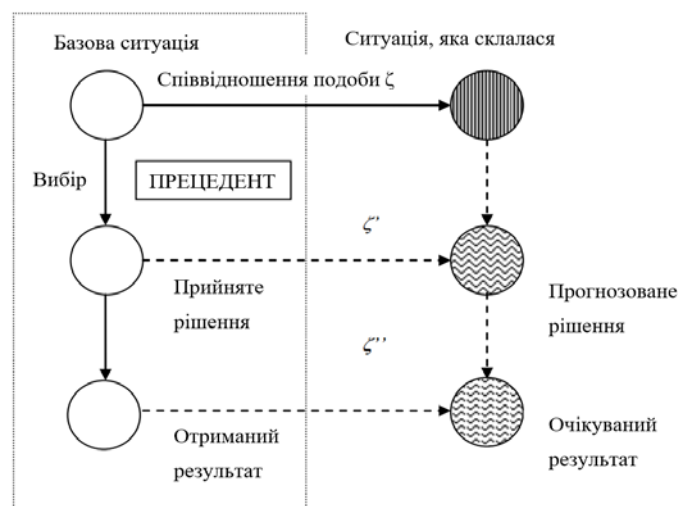 Базова ситуація
Ситуація, яка склалася
Співвідношення подоби ζ
Вибір
ПРЕЦЕДЕНТ
ζ’
Прийняте
рішення
Прогнозоване
рішення
ζ’’
Отриманий
результат
Очікуваний
результат